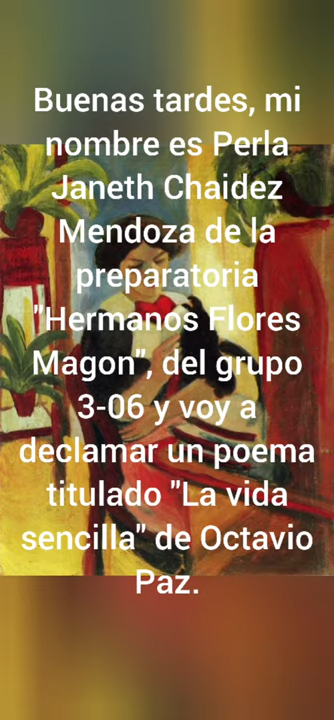 Buenas tardes, mi
nombre es Perla
Janeth Chaidez
Mendoza de la
preparatoria
"Hermanos Flores
Magon", del grupo
3-06 y voy a
declamar un poema
titulado "La vida
sencilla" de Octavio
Paz.